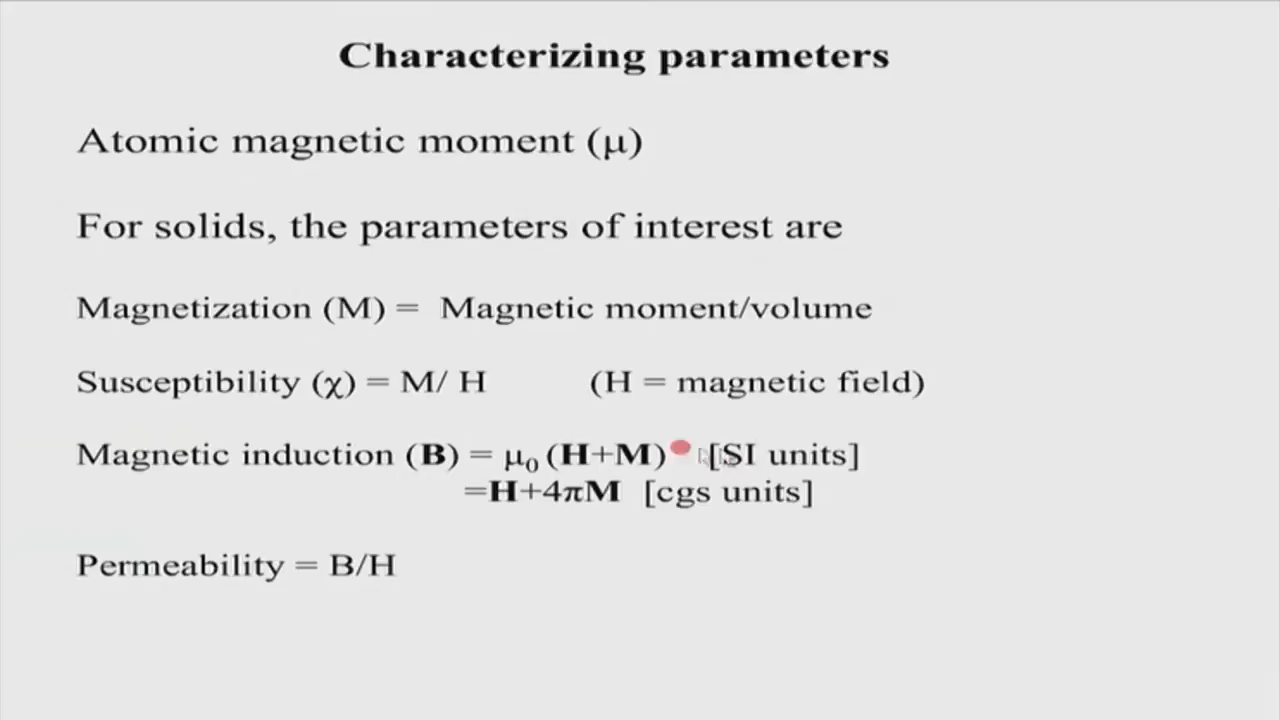 Characterizing parameters
Atomic magnetic moment (μ)
For solids, the parameters of interest are
Magnetization (M) = Magnetic moment/volume
Susceptibility (χ) = M/ H (H = magnetic field)
Magnetic induction (B) = μ₀ (H+M) [SI units]
=H+4πM [cgs units]
Permeability = B/H